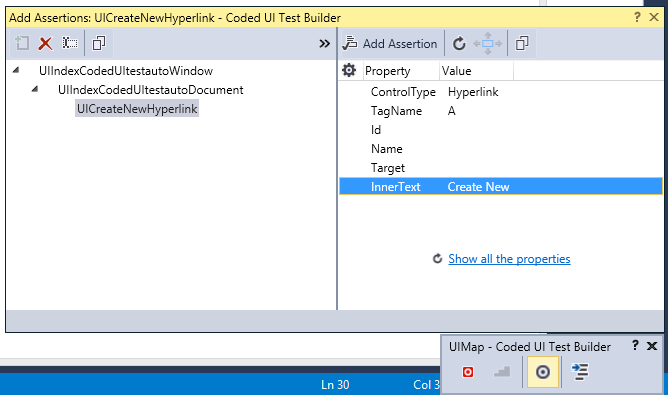 Add Assertions: UICreateNewHyperlink - Coded UI Test Builder ? X
» Add Assertion
UIIndexCodedUItestautoWindow
UIIndexCodedUItestautoDocument
UICreateNewHyperlink
Property Value
ControlType Hyperlink
TagName A
Id
Name
Target
InnerText Create New
Show all the properties
UIMap - Coded UI Test Builder ? X
Ln 30 Col 3